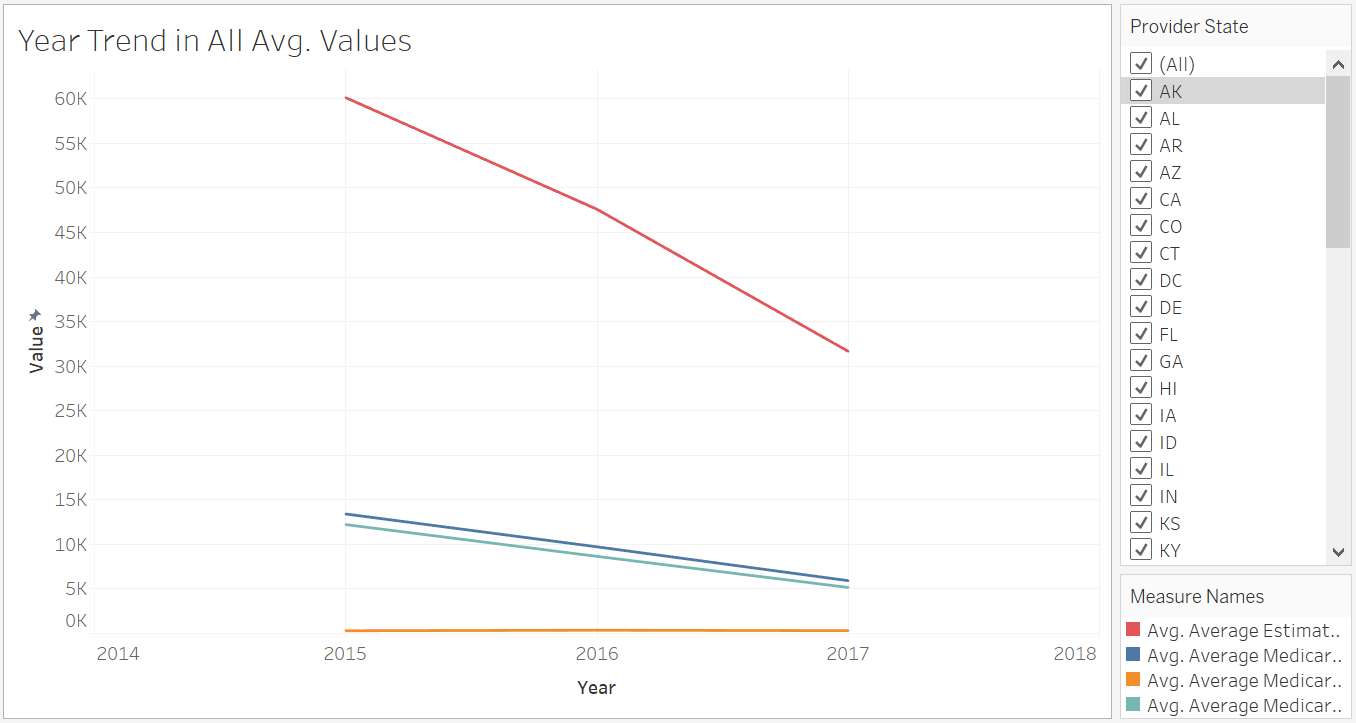 Year Trend in All Avg. Values
60K
55K
50K
45K
40K
35K
30K
25K
20K
15K
10K
5K
0K
Value
2014 2015 2016 2017 2018
Year
Provider State
(All)
AK
AL
AR
AZ
CA
CO
CT
DC
DE
FL
GA
HI
IA
ID
IL
IN
KS
KY
Measure Names
Avg. Average Estimat..
Avg. Average Medicar..
Avg. Average Medicar..
Avg. Average Medicar..